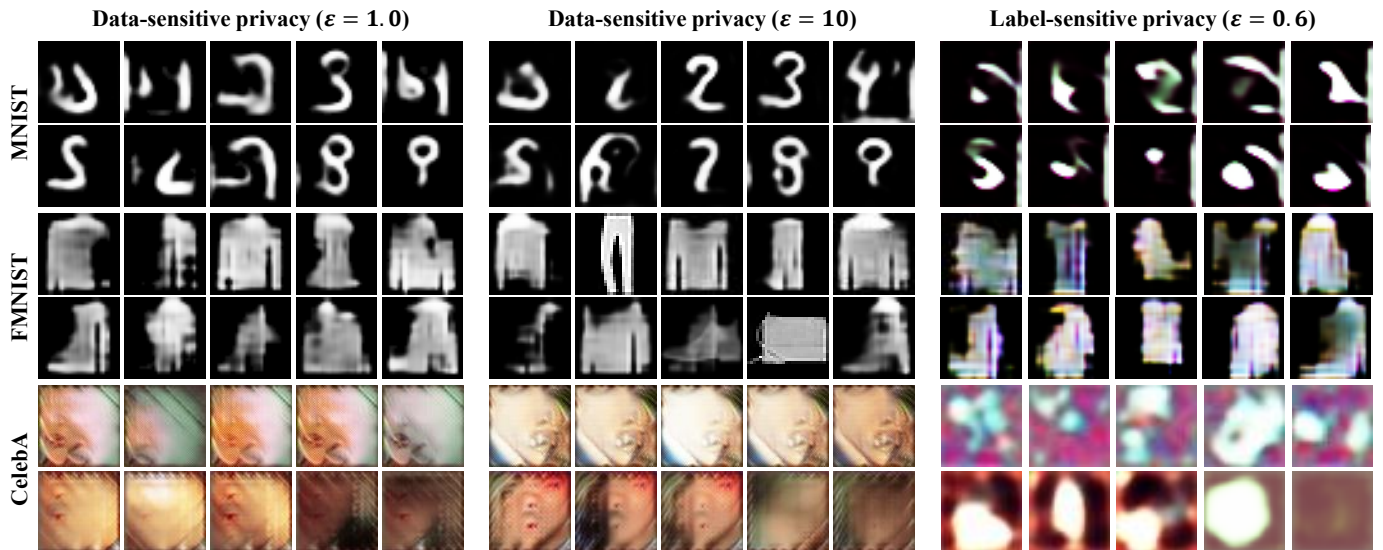 Data-sensitive privacy (𝜺 = 1.0)
Data-sensitive privacy (𝜺 = 10)
Label-sensitive privacy (𝜺 = 0.6)
MNIST
FMNIST
CelebA